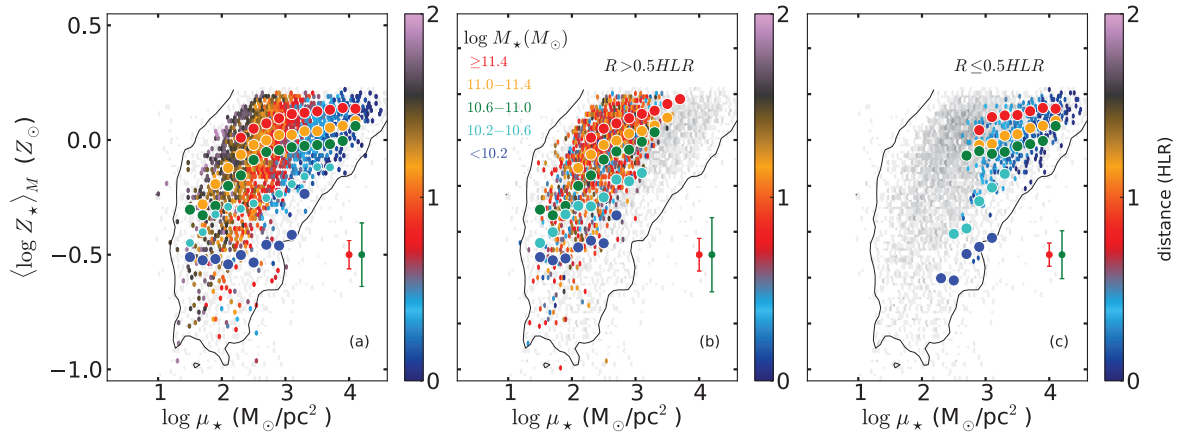 ⟨log Z⋆⟩M (Z⊙)
0.5
0.0
−0.5
−1.0
1 2 3 4
log μ⋆ (M⊙/pc²)
(a)
2
1
0
log M⋆(M⊙)
≥11.4
11.0−11.4
10.6−11.0
10.2−10.6
<10.2
R>0.5HLR
1 2 3 4
log μ⋆ (M⊙/pc²)
(b)
2
1
0
R≤0.5HLR
1 2 3 4
log μ⋆ (M⊙/pc²)
(c)
2
1
0
distance (HLR)